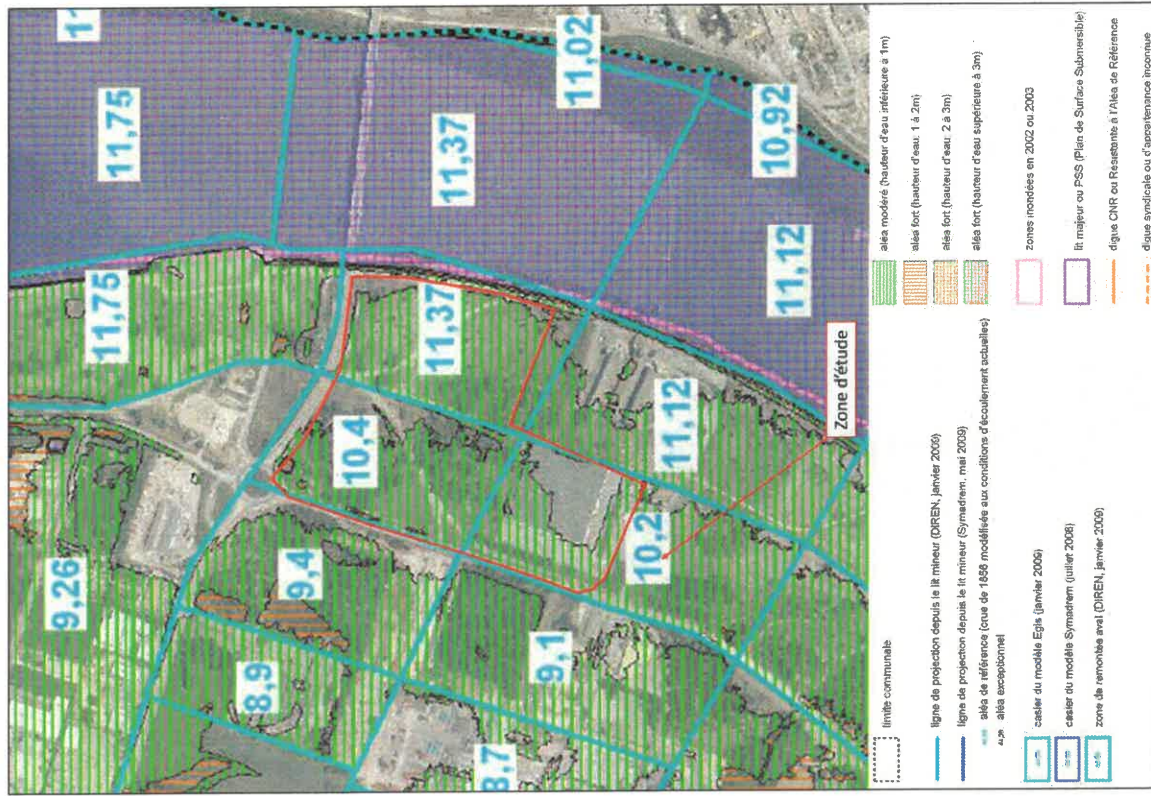 11,75
11,75
9,26
8,9
9,4
10,4
11,37
11,37
11,02
8,7
9,1
10,2
11,12
11,12
10,92
Zone d'étude
limite communale
ligne de projection depuis le lit mineur (DIREN, janvier 2009)
ligne de projection depuis le lit mineur (Symadrem, mai 2009)
aléa de référence (crue de 1856 modélisée aux conditions d'écoulement actuelles)
aléa exceptionnel
casier du modèle Egis (janvier 2009)
casier du modèle Symadrem (juillet 2008)
zone de remontée aval (DIREN, janvier 2009)
aléa modéré (hauteur d'eau inférieure à 1m)
aléa fort (hauteur d'eau: 1 à 2m)
aléa fort (hauteur d'eau: 2 à 3m)
aléa fort (hauteur d'eau supérieure à 3m)
zones inondées en 2002 ou 2003
lit majeur ou PSS (Plan de Surface Submersible)
digue CNR ou Résistante à l'Aléa de Référence
digue syndicale ou d'appartenance inconnue